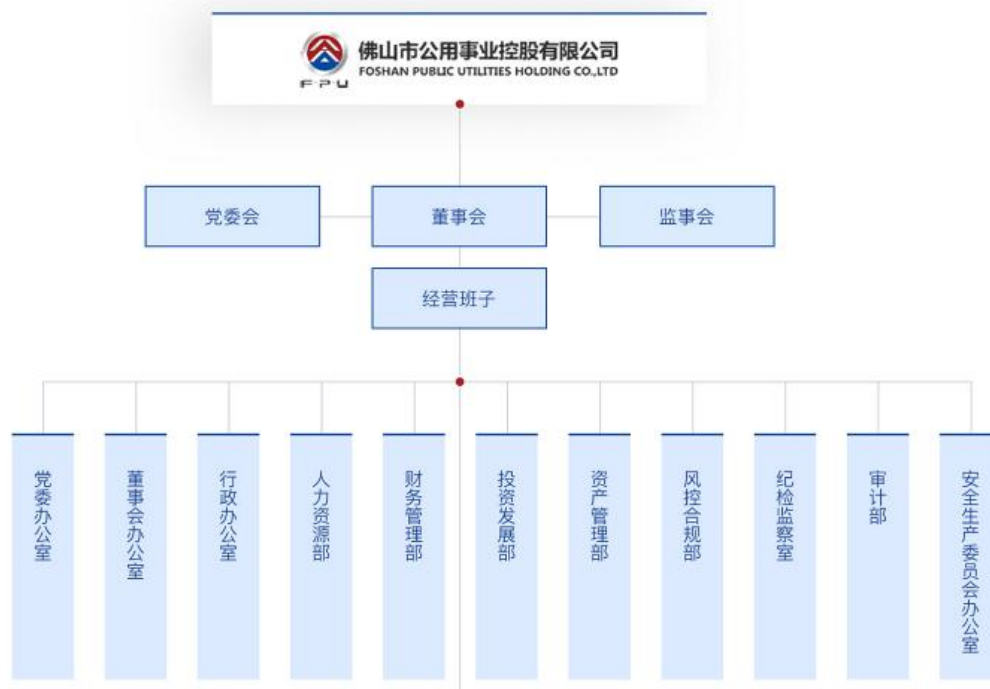 佛山市公用事业控股有限公司
FOSHAN PUBLIC UTILITIES HOLDING CO.,LTD
FPU
党委会
董事会
监事会
经营班子
党委办公室
董事会办公室
行政办公室
人力资源部
财务管理部
投资发展部
资产管理部
风控合规部
纪检监察室
审计部
安全生产委员会办公室